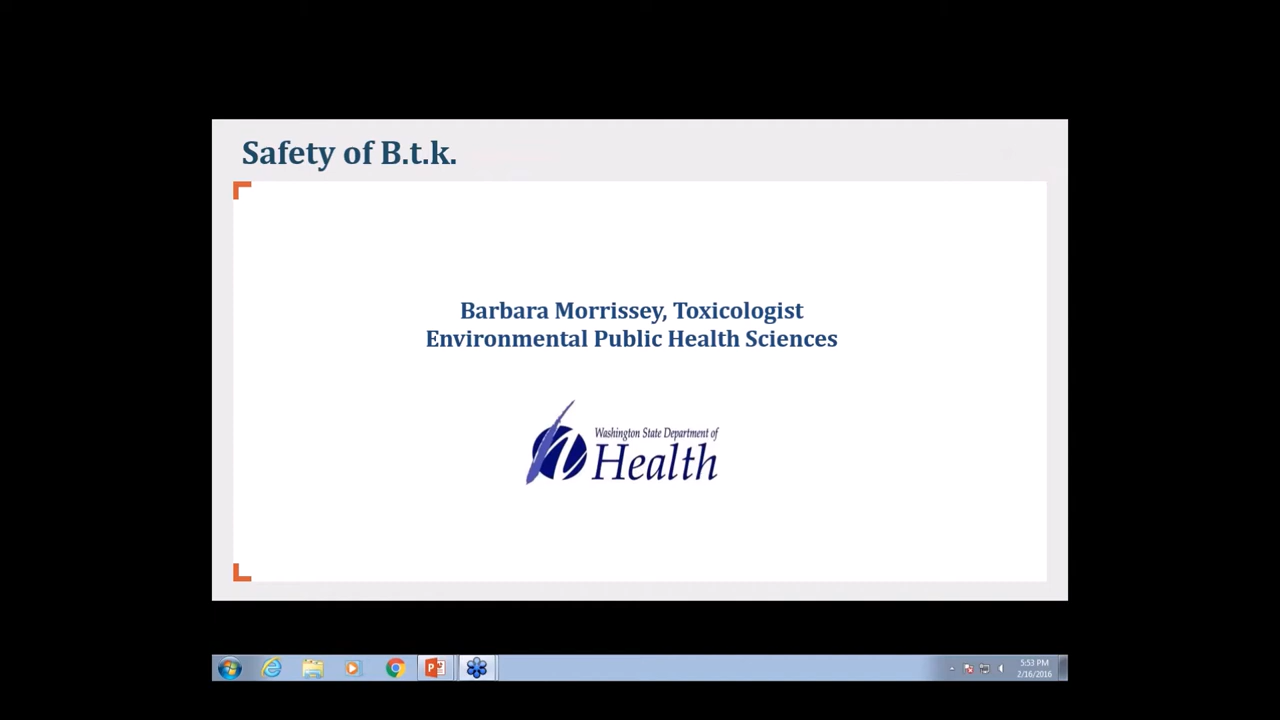 Safety of B.t.k.
Barbara Morrissey, Toxicologist
Environmental Public Health Sciences
Washington State Department of
Health
5:53 PM
2/16/2016